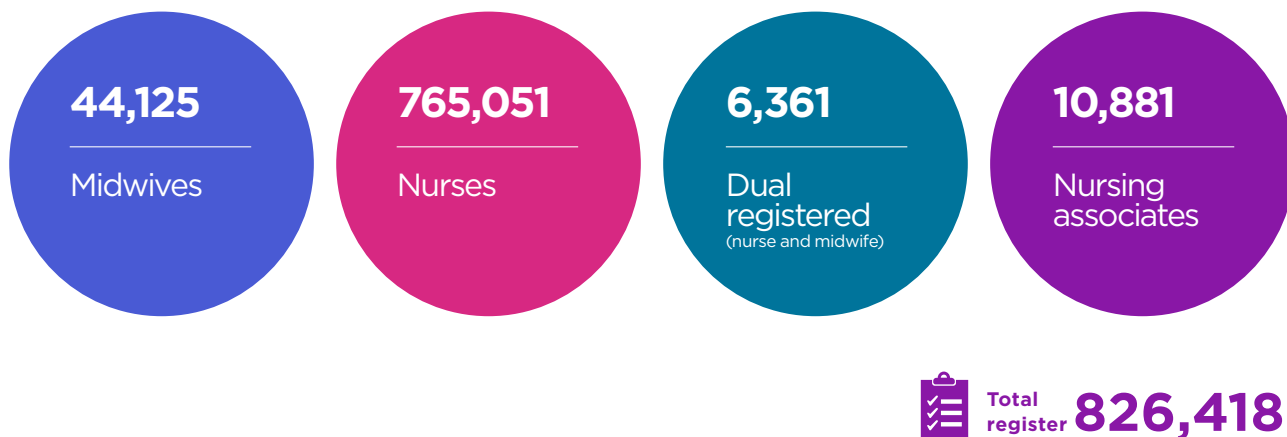 44,125
Midwives
765,051
Nurses
6,361
Dual
registered
(nurse and midwife)
10,881
Nursing
associates
Total
register 826,418